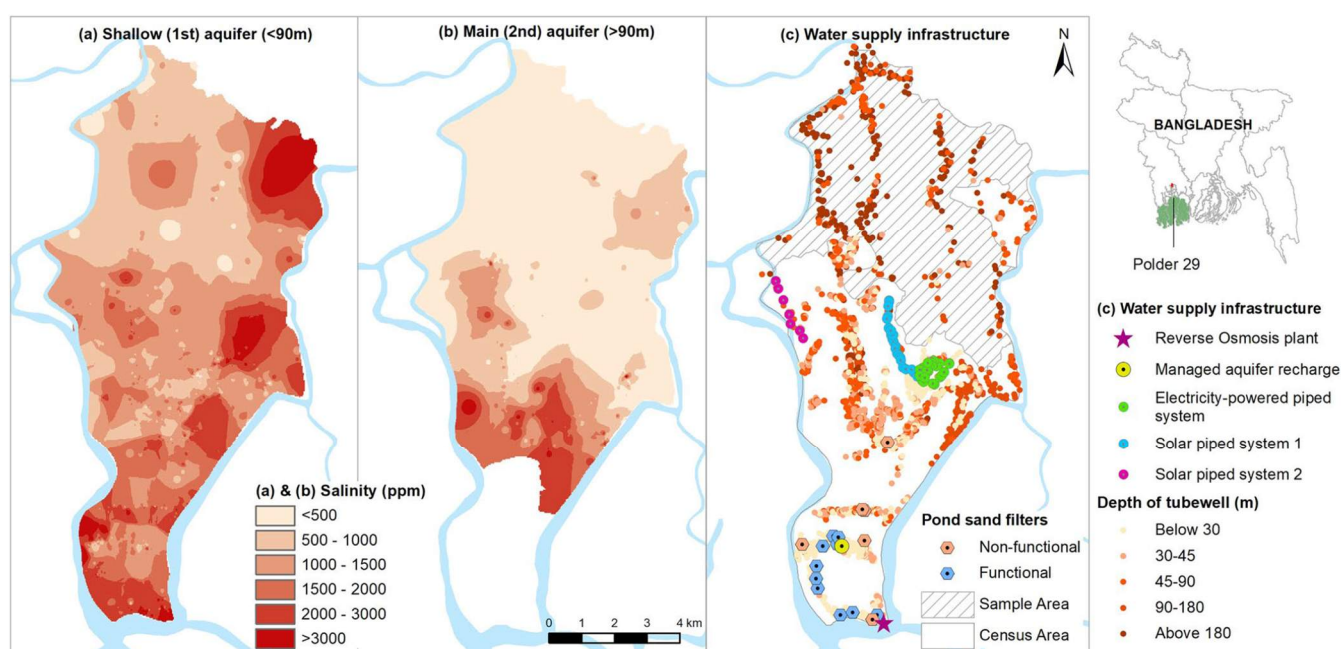 (a) Shallow (1st) aquifer (<90m)
(b) Main (2nd) aquifer (>90m)
(c) Water supply infrastructure
N
BANGLADESH
Polder 29
(a) & (b) Salinity (ppm)
<500
500 - 1000
1000 - 1500
1500 - 2000
2000 - 3000
>3000
0 1 2 3 4 km
Pond sand filters
Non-functional
Functional
Sample Area
Census Area
(c) Water supply infrastructure
Reverse Osmosis plant
Managed aquifer recharge
Electricity-powered piped
system
Solar piped system 1
Solar piped system 2
Depth of tubewell (m)
Below 30
30-45
45-90
90-180
Above 180